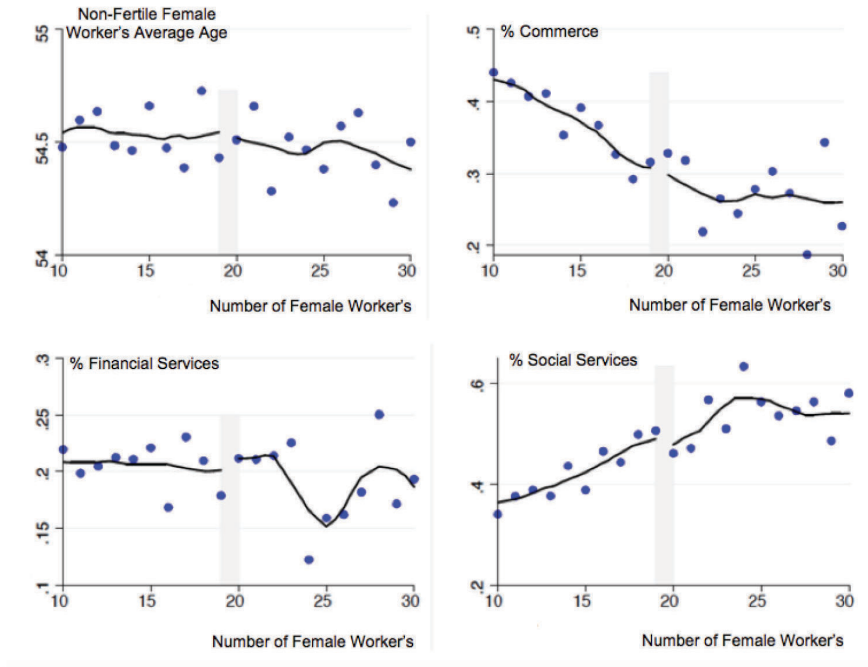 Non-Fertile Female
Worker's Average Age
55
54.5
54
10 15 20 25 30
Number of Female Worker's
% Commerce
.5
.4
.3
.2
10 15 20 25 30
Number of Female Worker's
% Financial Services
.3
.25
.2
.15
.1
10 15 20 25 30
Number of Female Worker's
% Social Services
.6
.4
.2
10 15 20 25 30
Number of Female Worker's